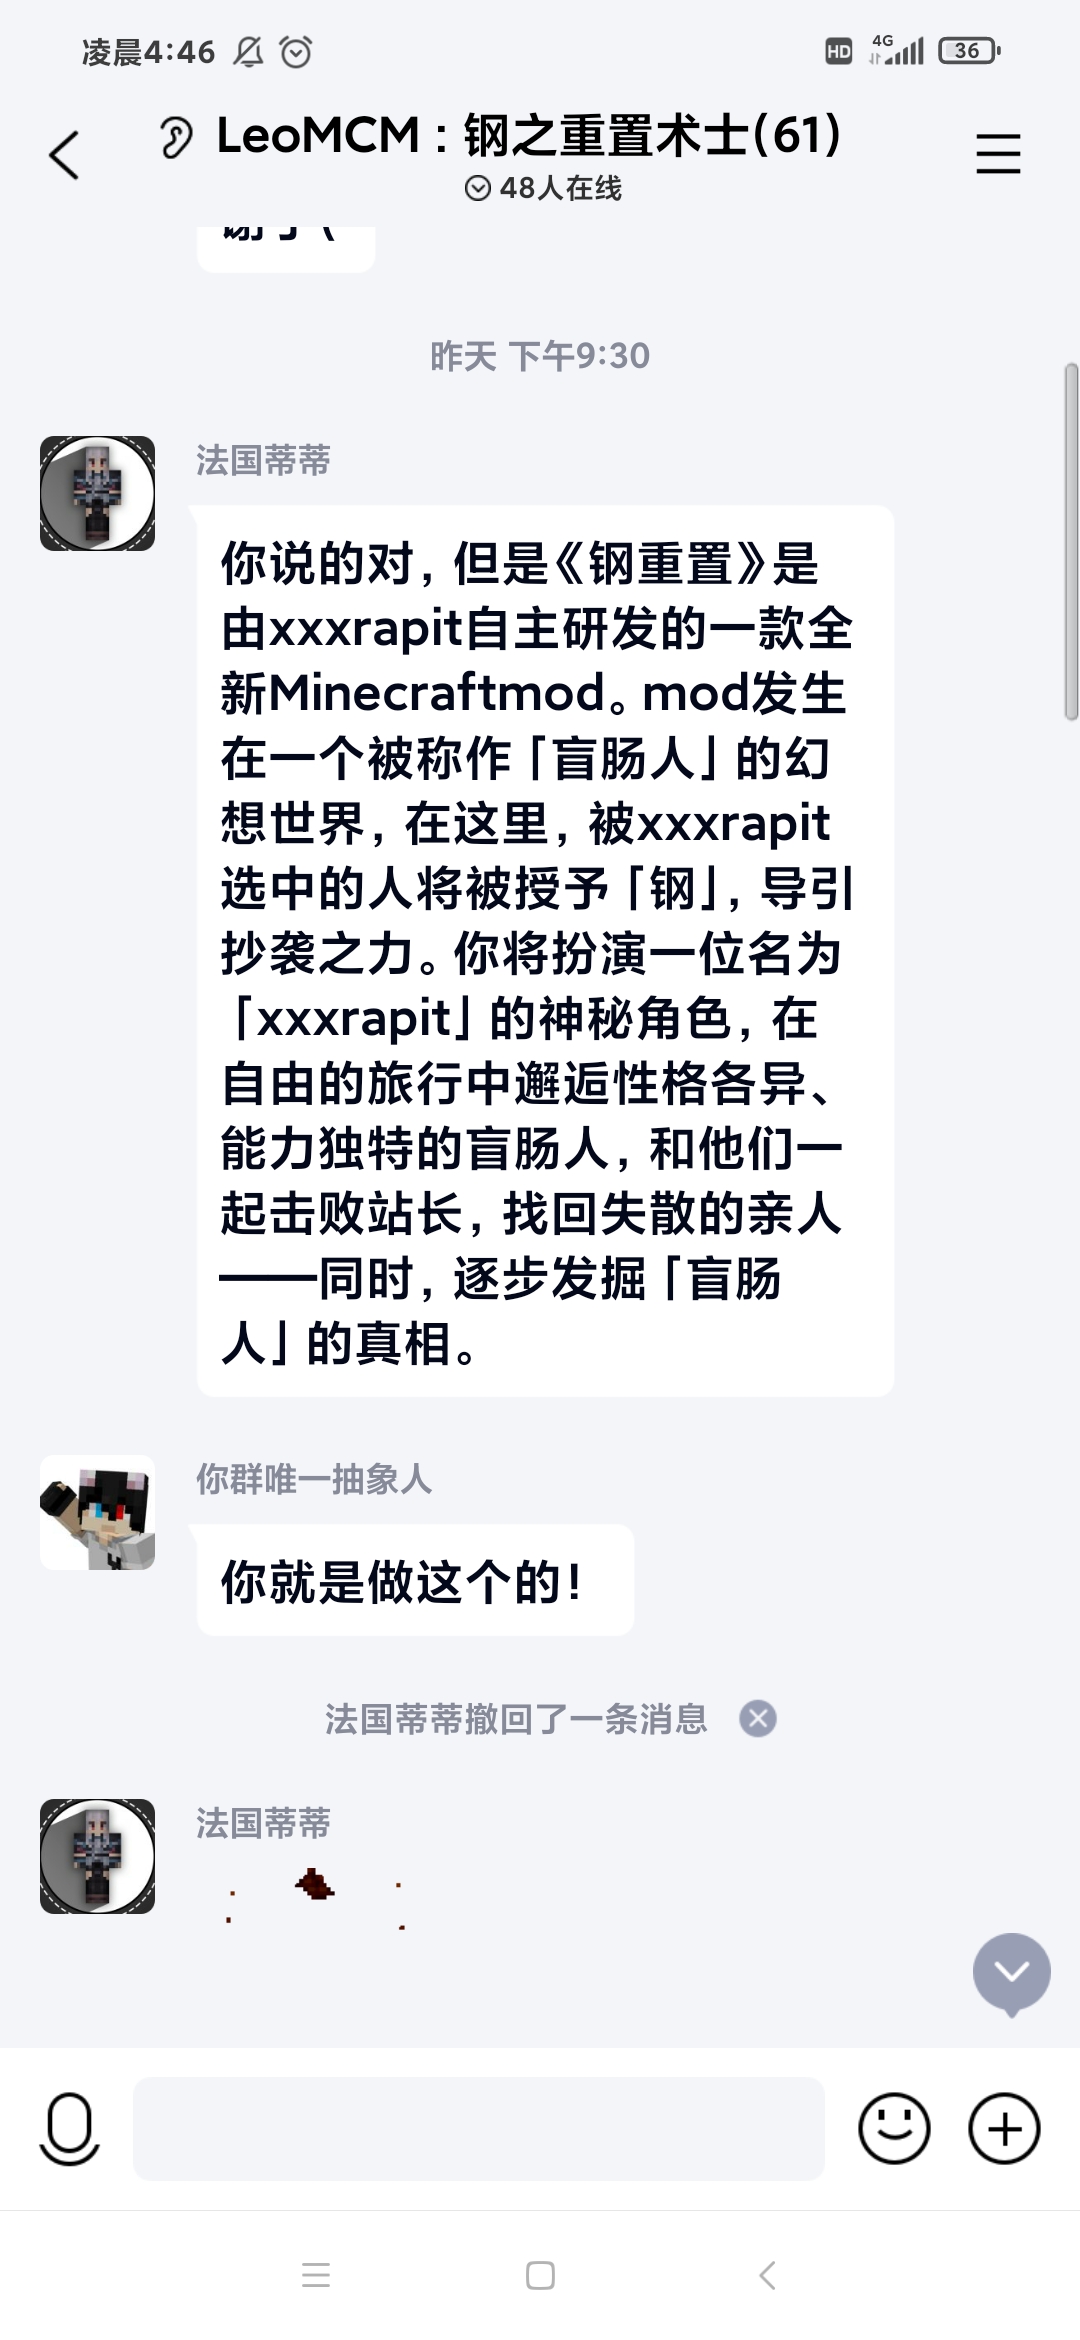 凌晨4:46
HD 4G 36
LeoMCM : 钢之重置术士(61)
48人在线
昨天 下午9:30
法国蒂蒂
你说的对，但是《钢重置》是
由xxxrapit自主研发的一款全
新Minecraftmod。mod发生
在一个被称作「盲肠人」的幻
想世界，在这里，被xxxrapit
选中的人将被授予「钢」，导引
抄袭之力。你将扮演一位名为
「xxxrapit」的神秘角色，在
自由的旅行中邂逅性格各异、
能力独特的盲肠人，和他们一
起击败站长，找回失散的亲人
——同时，逐步发掘「盲肠
人」的真相。
你群唯一抽象人
你就是做这个的！
法国蒂蒂撤回了一条消息
法国蒂蒂